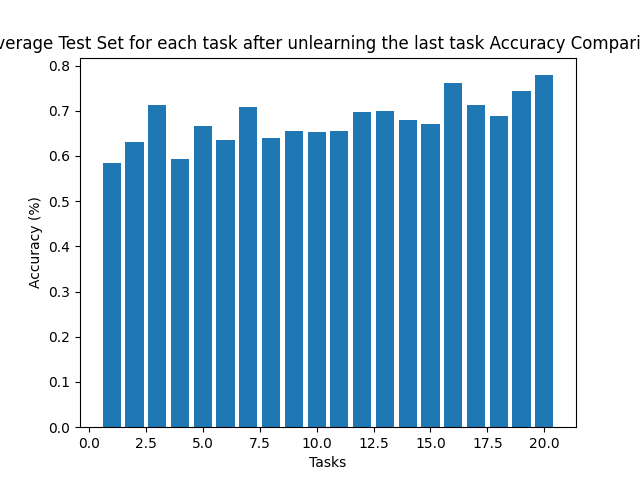 verage Test Set for each task after unlearning the last task Accuracy Compari
0.8
0.7
0.6
0.5
0.4
0.3
0.2
0.1
0.0
Accuracy (%)
0.0 2.5 5.0 7.5 10.0 12.5 15.0 17.5 20.0
Tasks